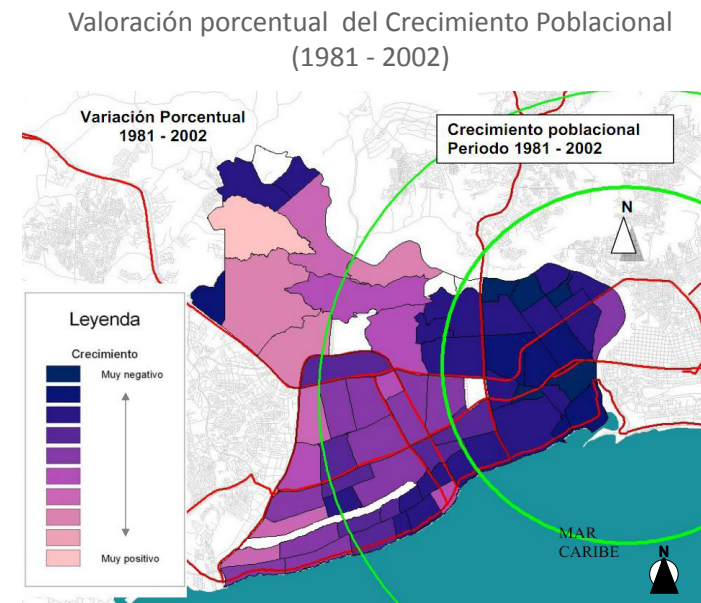 Valoración porcentual del Crecimiento Poblacional
(1981 - 2002)
Variación Porcentual
1981 - 2002
Crecimiento poblacional
Periodo 1981 - 2002
N
Leyenda
Crecimiento
Muy negativo
Muy positivo
MAR
CARIBE
N